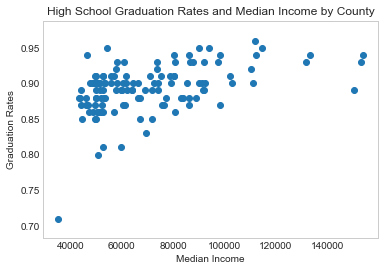 High School Graduation Rates and Median Income by County
0.95
0.90
0.85
0.80
0.75
0.70
Graduation Rates
40000 60000 80000 100000 120000 140000
Median Income